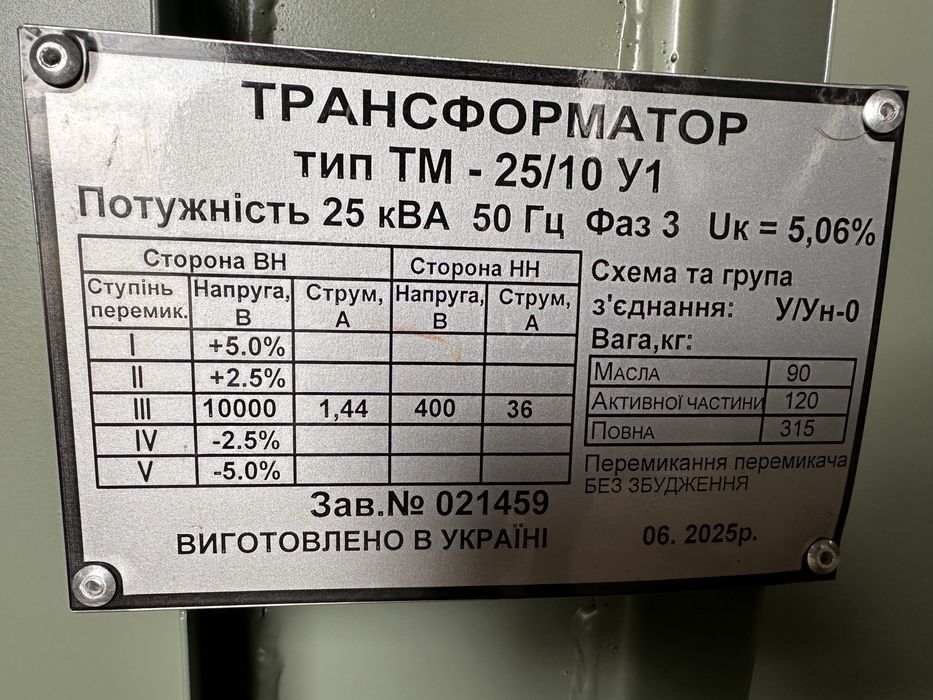 ТРАНСФОРМАТОР
тип ТМ - 25/10 У1
Потужність 25 кВА 50 Гц Фаз 3 Uк = 5,06%
Сторона ВН Сторона НН
Ступінь перемик. Напруга, В Струм, А Напруга, В Струм, А
I +5.0%
II +2.5%
III 10000 1,44 400 36
IV -2.5%
V -5.0%
Схема та група
з'єднання: У/Ун-0
Вага,кг:
Масла 90
Активної частини 120
Повна 315
Перемикання перемикача
БЕЗ ЗБУДЖЕННЯ
Зав.№ 021459
ВИГОТОВЛЕНО В УКРАЇНІ 06. 2025р.